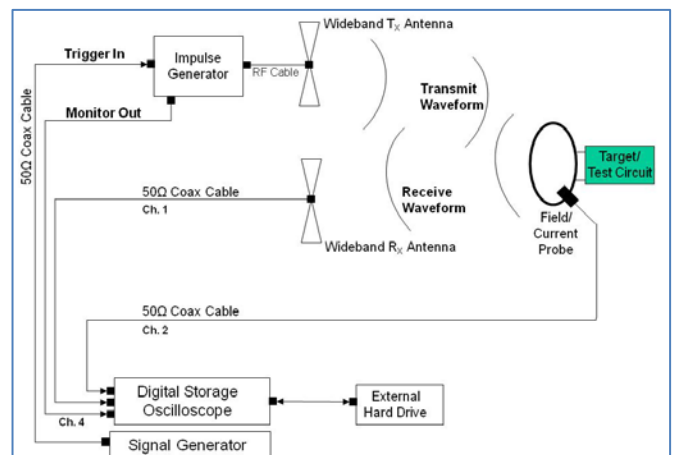 Wideband TX Antenna
Trigger In
Impulse
Generator
RF Cable
Transmit
Waveform
Monitor Out
50Ω Coax Cable
50Ω Coax Cable
Ch. 1
Receive
Waveform
Target/
Test Circuit
Field/
Current
Probe
Wideband RX Antenna
50Ω Coax Cable
Ch. 2
Digital Storage
Oscilloscope
External
Hard Drive
Ch. 4
Signal Generator